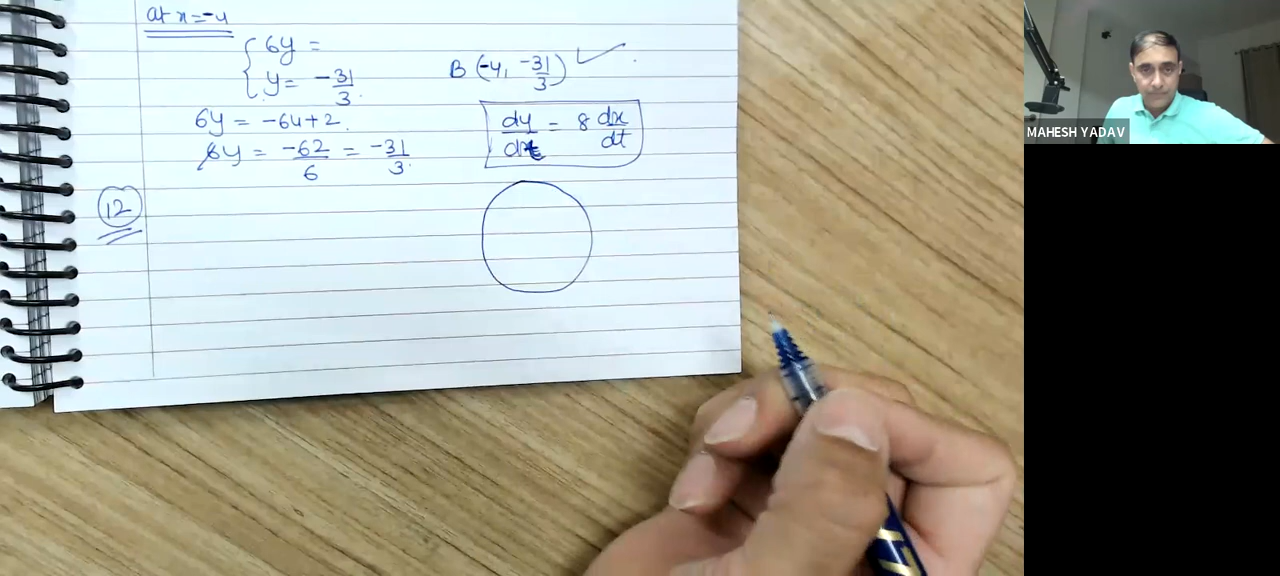 at x=-4
6y =
y = -31/3
B (-4, -31/3)
6y = -64+2
6y = -62/6 = -31/3
dy/dt = 8 dx/dt
12
MAHESH YADAV